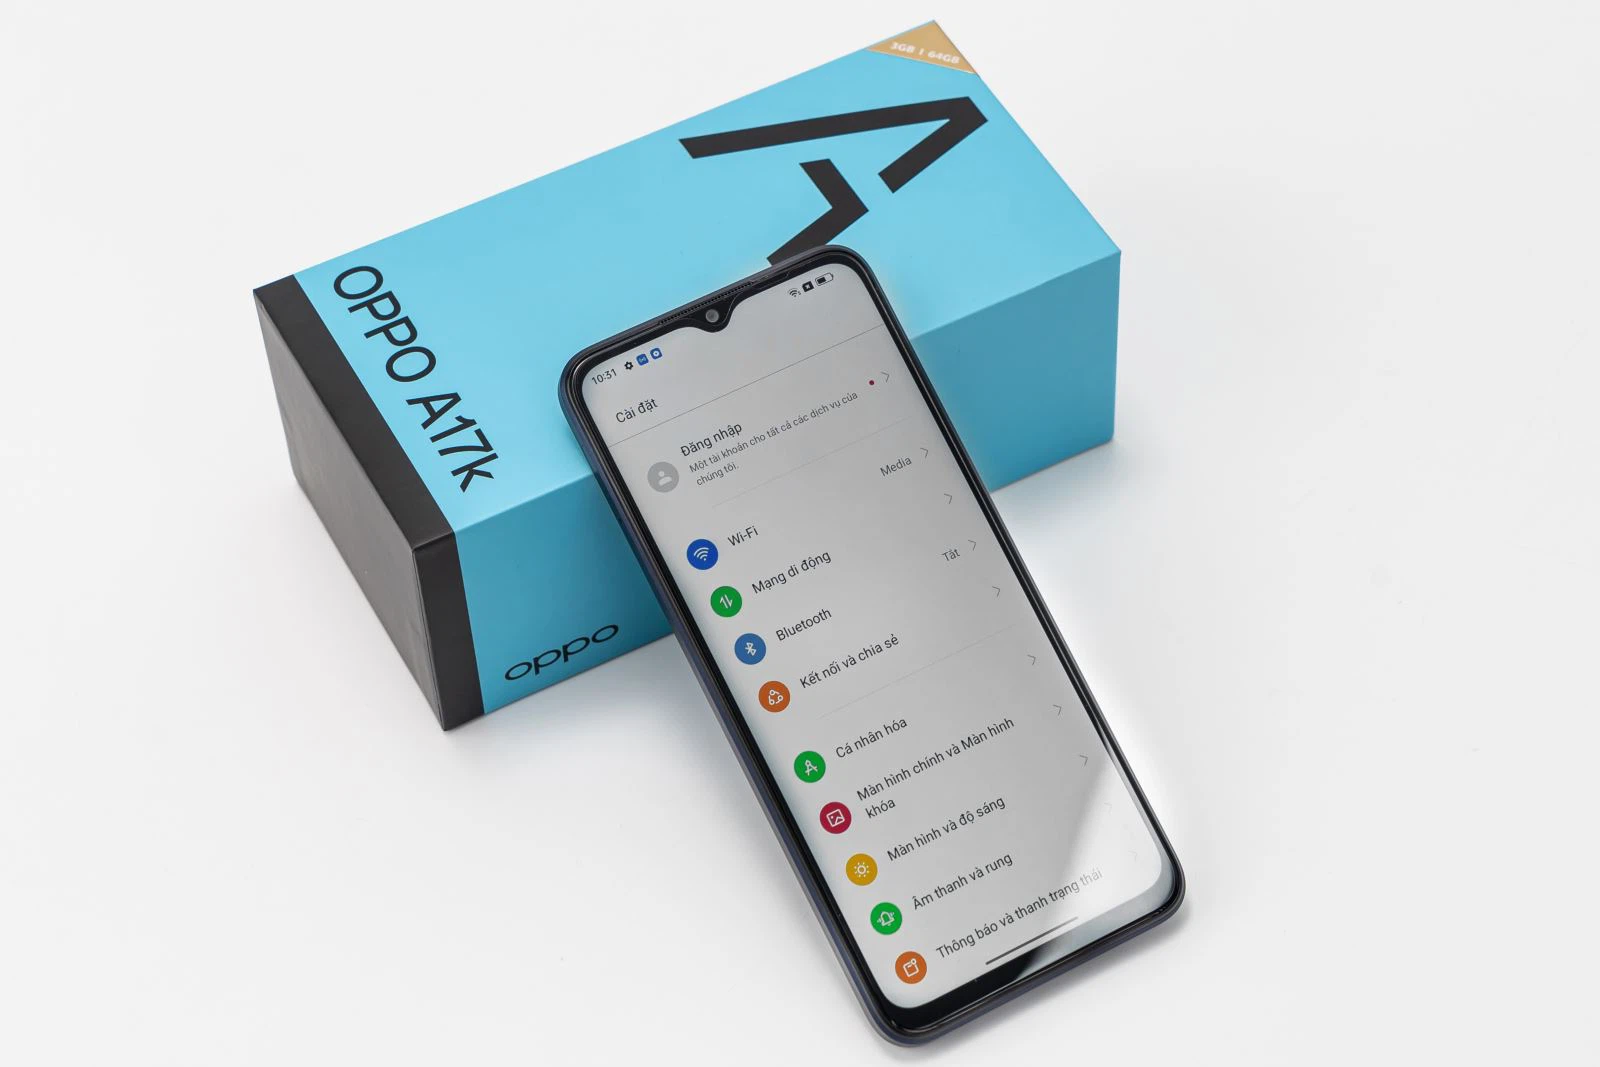 3GB | 64GB
A
OPPO A17k
oppo
10:31
Cài đặt
Đăng nhập
Một tài khoản cho tất cả các dịch vụ của
chúng tôi.
Wi-Fi
Media
Mạng di động
Bluetooth
Tắt
Kết nối và chia sẻ
Cá nhân hóa
Màn hình chính và Màn hình
khóa
Màn hình và độ sáng
Âm thanh và rung
Thông báo và thanh trạng thái